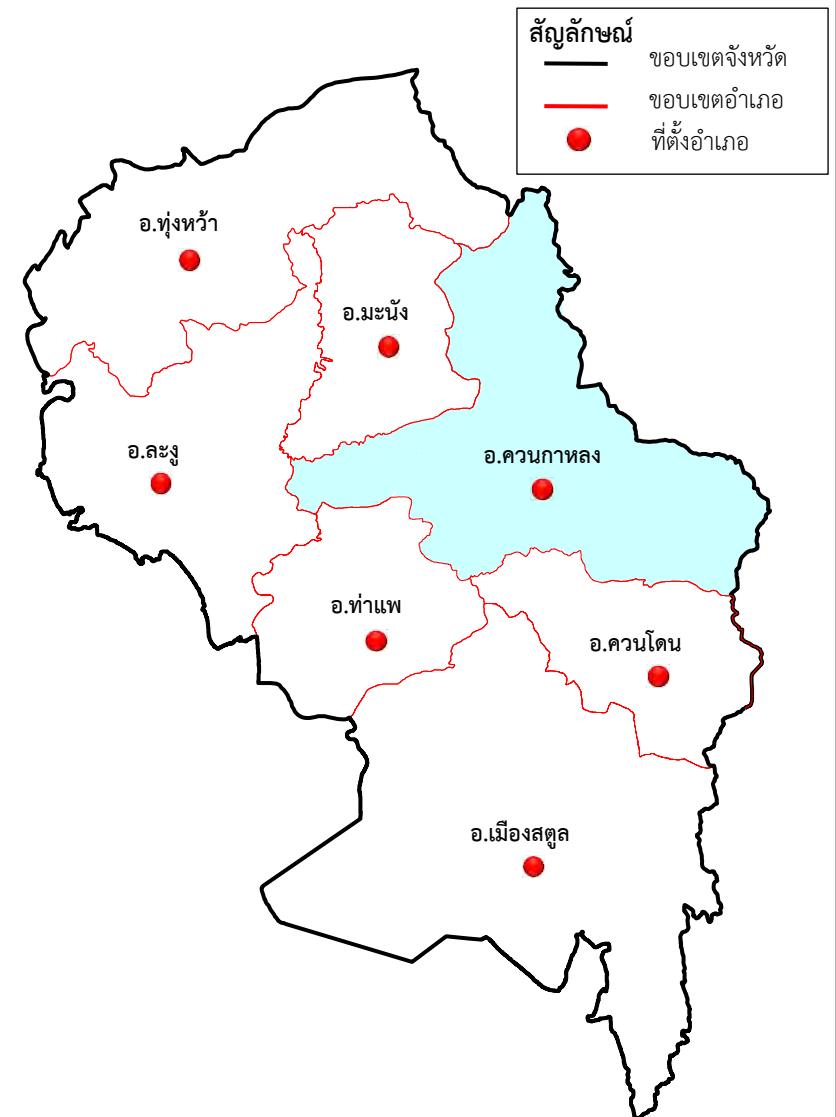 สัญลักษณ์
ขอบเขตจังหวัด
ขอบเขตอำเภอ
ที่ตั้งอำเภอ
อ.ทุ่งหว้า
อ.มะนัง
อ.ละงู
อ.ควนกาหลง
อ.ท่าแพ
อ.ควนโดน
อ.เมืองสตูล